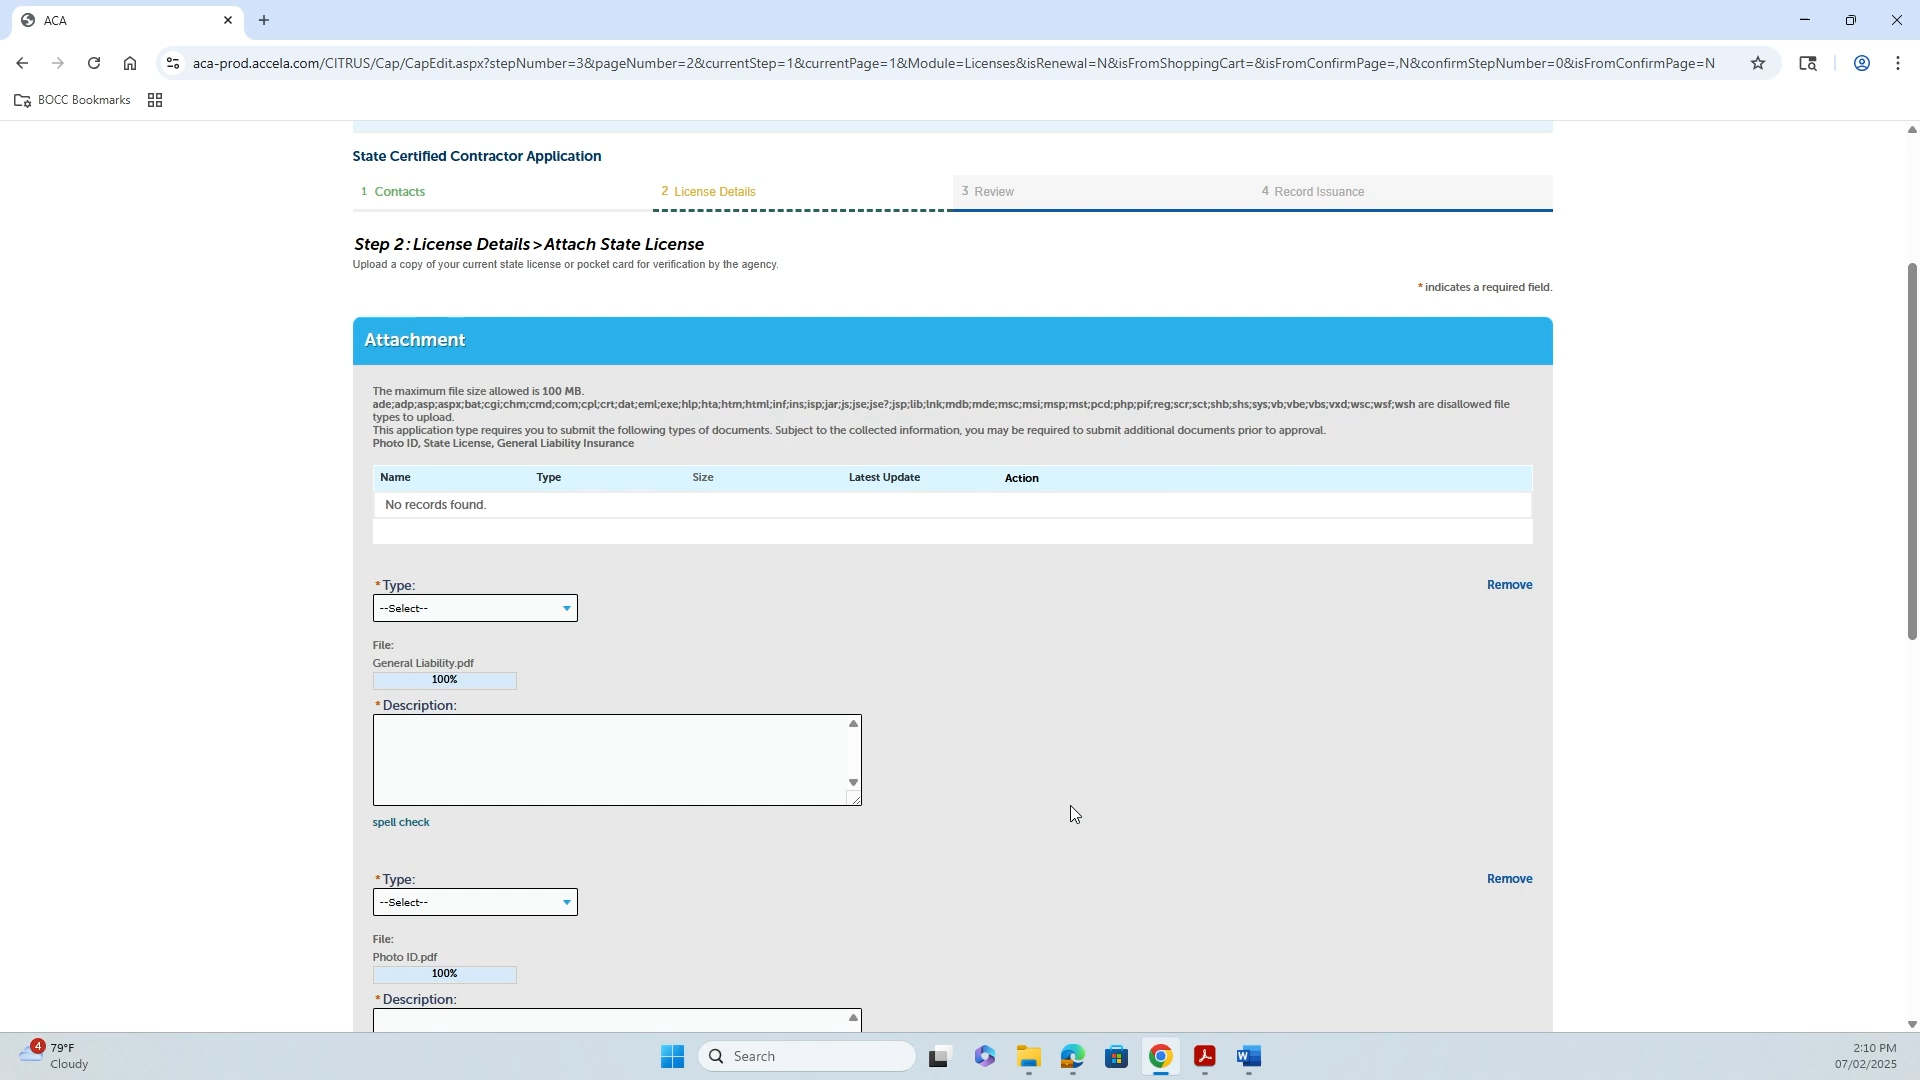 ACA
aca-prod.accela.com/CITRUS/Cap/CapEdit.aspx?stepNumber=3&pageNumber=2&currentStep=1&currentPage=1&Module=Licenses&isRenewal=N&isFromShoppingCart=&isFromConfirmPage=,N&confirmStepNumber=0&isFromConfirmPage=N
BOCC Bookmarks
State Certified Contractor Application
1 Contacts
2 License Details
3 Review
4 Record Issuance
Step 2: License Details > Attach State License
Upload a copy of your current state license or pocket card for verification by the agency.
* indicates a required field.
Attachment
The maximum file size allowed is 100 MB.
ade;adp;asp;aspx;bat;cgi;chm;cmd;com;cpl;crt;dat;eml;exe;hlp;hta;htm;html;inf;ins;isp;jar;js;jse;jse?;jsp;lib;lnk;mdb;mde;msc;msi;msp;mst;pcd;php;pif;reg;scr;sct;shb;shs;sys;vb;vbe;vbs;vxd;wsc;wsf;wsh are disallowed file
types to upload.
This application type requires you to submit the following types of documents. Subject to the collected information, you may be required to submit additional documents prior to approval.
Photo ID, State License, General Liability Insurance
Name Type Size Latest Update Action
No records found.
* Type:
Remove
--Select--
File:
General Liability.pdf
100%
* Description:
spell check
* Type:
Remove
--Select--
File:
Photo ID.pdf
100%
* Description:
4
79°F
Cloudy
Search
2:10 PM
07/02/2025